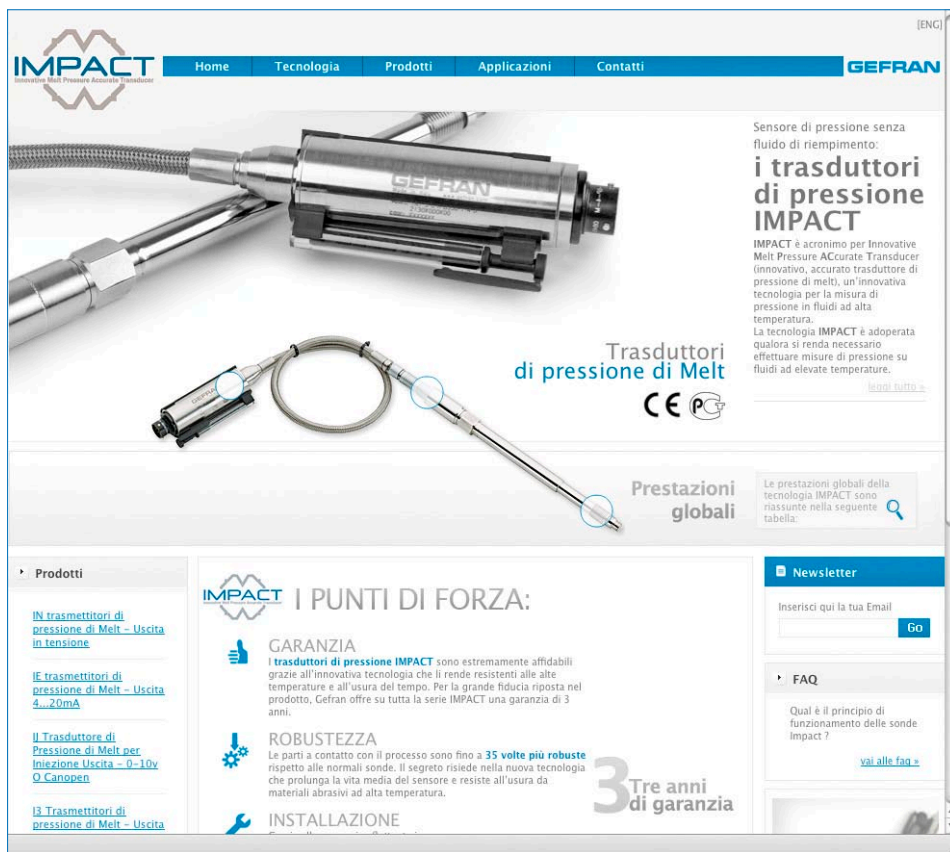 [ENG]
IMPACT
Innovative Melt Pressure Accurate Transducer
Home Tecnologia Prodotti Applicazioni Contatti
GEFRAN
GEFRAN
Sensore di pressione senza
fluido di riempimento:
i trasduttori
di pressione
IMPACT
IMPACT è acronimo per Innovative
Melt Pressure ACcurate Transducer
(innovativo, accurato trasduttore di
pressione di melt), un'innovativa
tecnologia per la misura di
pressione in fluidi ad alta
temperatura.
La tecnologia IMPACT è adoperata
qualora si renda necessario
effettuare misure di pressione su
fluidi ad elevate temperature.
leggi tutto »
Trasduttori
di pressione di Melt
CE
GEFRAN
Prestazioni
globali
Le prestazioni globali della
tecnologia IMPACT sono
riassunte nella seguente
tabella:
Prodotti
IN trasmettitori di
pressione di Melt - Uscita
in tensione
IE trasmettitori di
pressione di Melt - Uscita
4...20mA
IJ Trasduttore di
Pressione di Melt per
Iniezione Uscita - 0-10v
O Canopen
I3 Trasmettitori di
pressione di Melt - Uscita
IMPACT
Innovative Melt Pressure Accurate Transducer
I PUNTI DI FORZA:
GARANZIA
I trasduttori di pressione IMPACT sono estremamente affidabili
grazie all'innovativa tecnologia che li rende resistenti alle alte
temperature e all'usura del tempo. Per la grande fiducia riposta nel
prodotto, Gefran offre su tutta la serie IMPACT una garanzia di 3
anni.
ROBUSTEZZA
Le parti a contatto con il processo sono fino a 35 volte più robuste
rispetto alle normali sonde. Il segreto risiede nella nuova tecnologia
che prolunga la vita media del sensore e resiste all'usura da
materiali abrasivi ad alta temperatura.
3 Tre anni
di garanzia
INSTALLAZIONE
Newsletter
Inserisci qui la tua Email
Go
FAQ
Qual è il principio di
funzionamento delle sonde
Impact ?
vai alle faq »